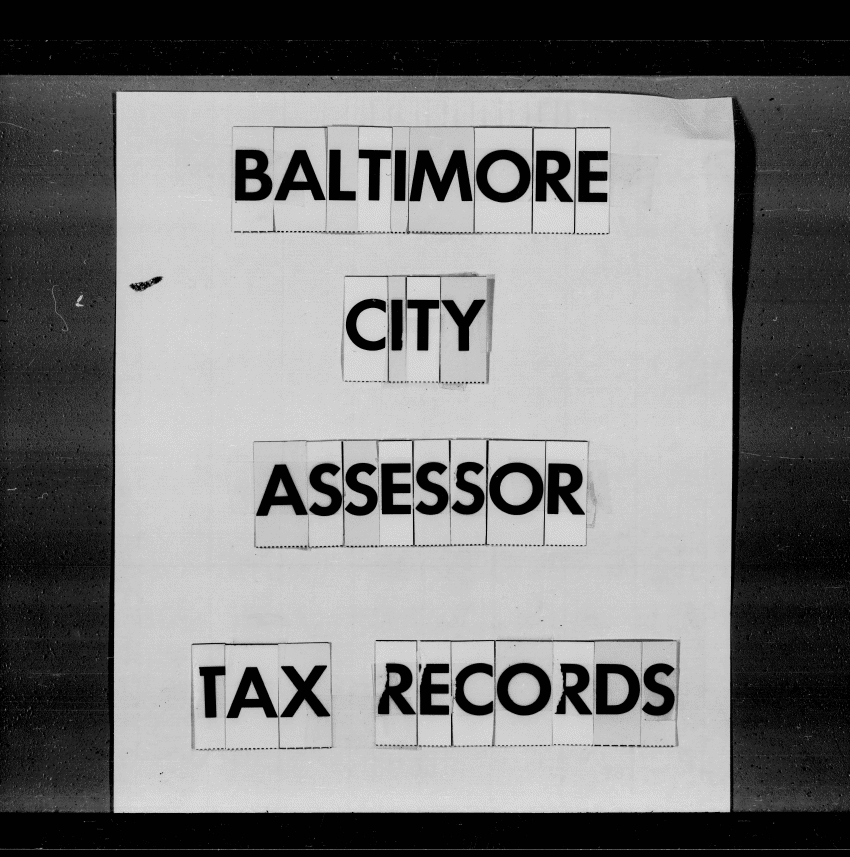 BALTIMORE
CITY
ASSESSOR
TAX RECORDS